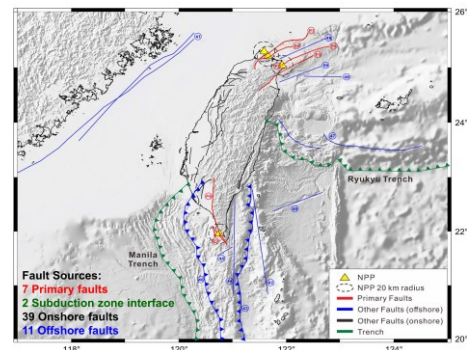 26°
24°
22°
20°
118°
120°
122°
124°
Ryukyu Trench
Manila
Trench
Fault Sources:
7 Primary faults
2 Subduction zone interface
39 Onshore faults
11 Offshore faults
NPP
NPP 20 km radius
Primary Faults
Other Faults (offshore)
Other Faults (onshore)
Trench